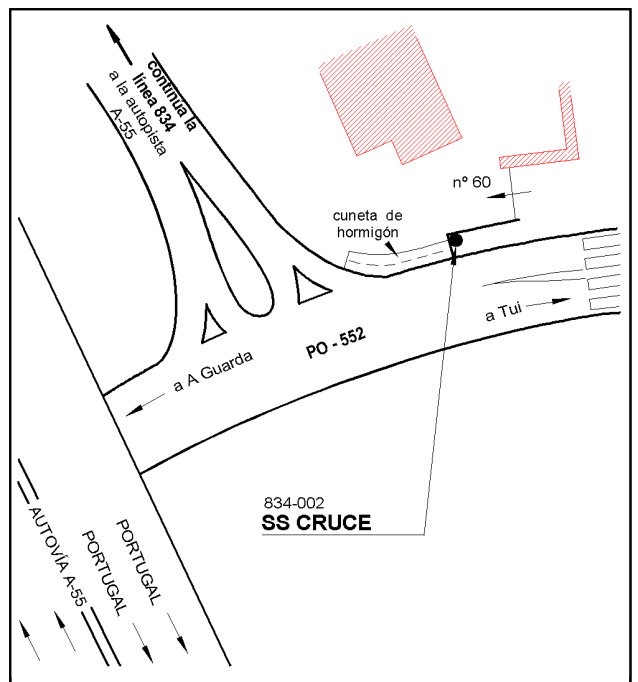 continúa la
línea 834
a la autopista
A-55
nº 60
cuneta de
hormigón
a Tui
PO - 552
a A Guarda
834-002
SS CRUCE
AUTOVÍA A-55
PORTUGAL
PORTUGAL